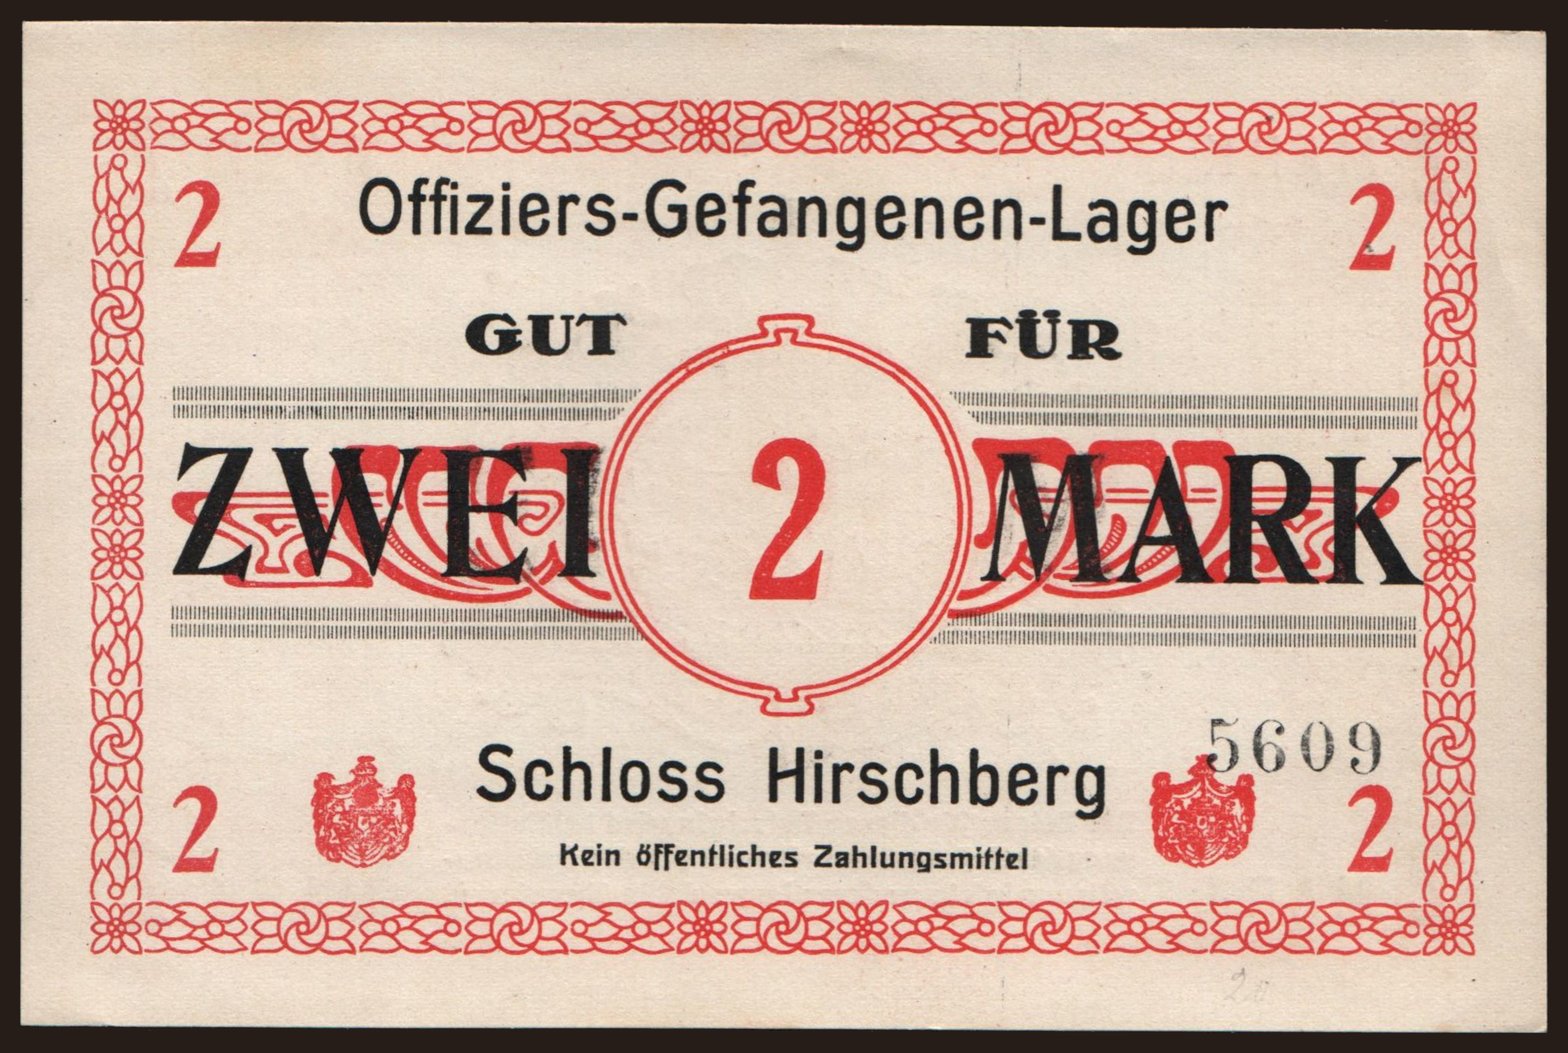 Offiziers-Gefangenen-Lager
2 2
GUT FÜR
ZWEI 2 MARK
5609
Schloss Hirschberg
2 2
Kein öffentliches Zahlungsmittel